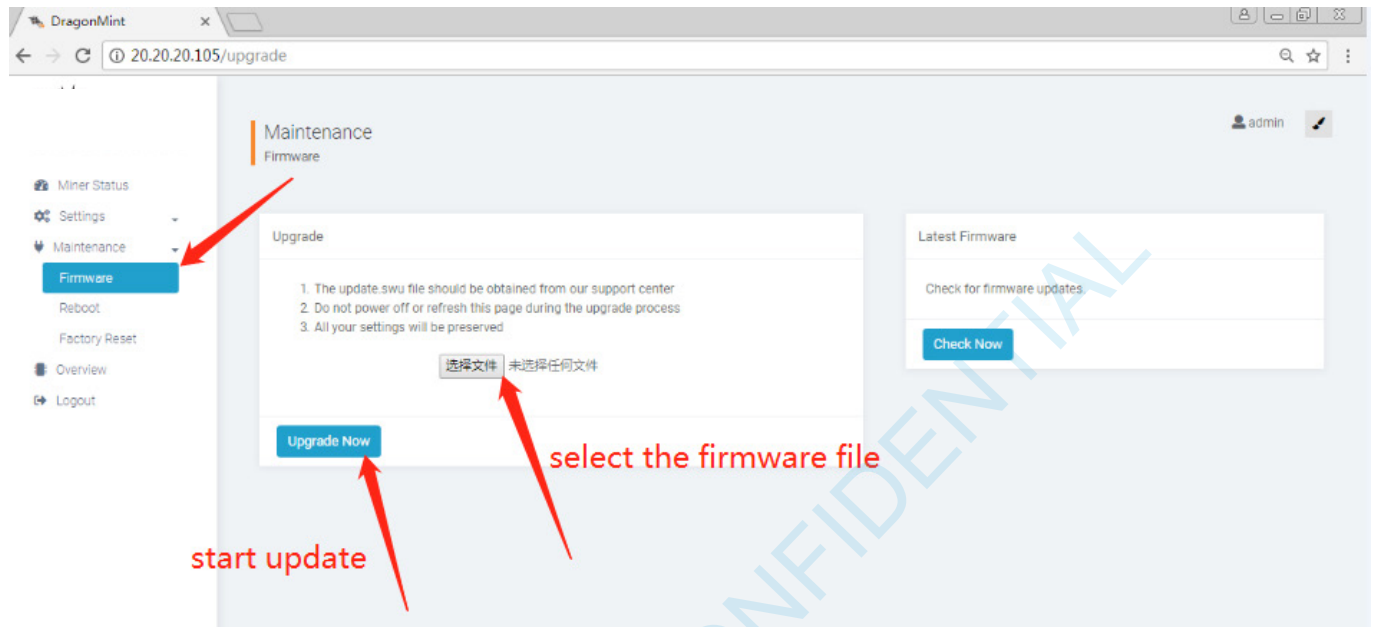 DragonMint
20.20.20.105/upgrade
admin
Maintenance
Firmware
Miner Status
Settings
Maintenance
Firmware
Reboot
Factory Reset
Overview
Logout
Upgrade
1. The update.swu file should be obtained from our support center
2. Do not power off or refresh this page during the upgrade process
3. All your settings will be preserved
选择文件 未选择任何文件
Upgrade Now
Latest Firmware
Check for firmware updates.
Check Now
select the firmware file
start update